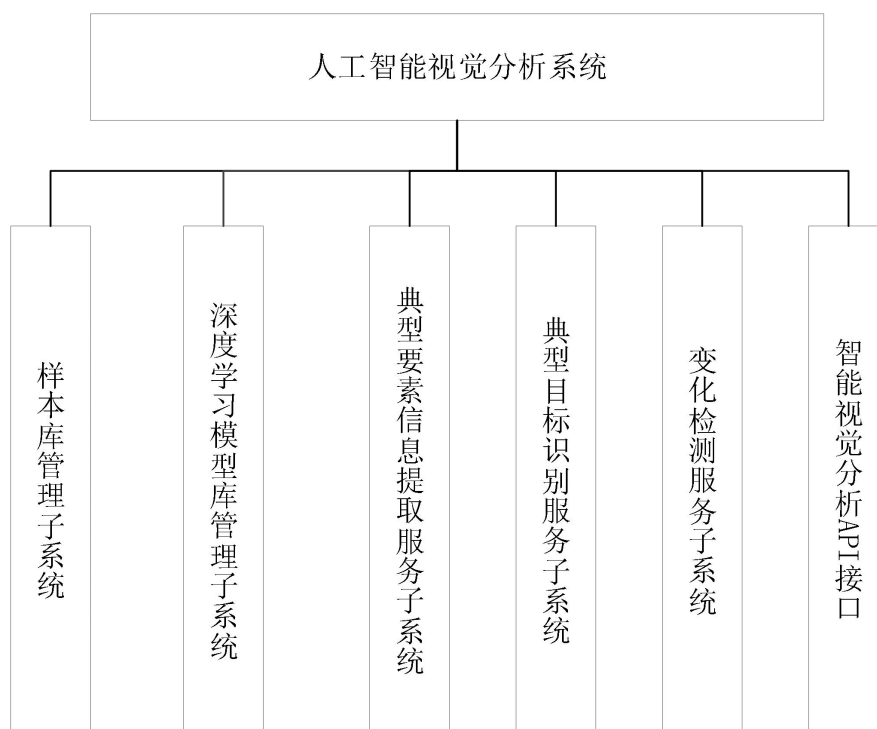 人工智能视觉分析系统
样本库管理子系统
深度学习模型库管理子系统
典型要素信息提取服务子系统
典型目标识别服务子系统
变化检测服务子系统
智能视觉分析API接口